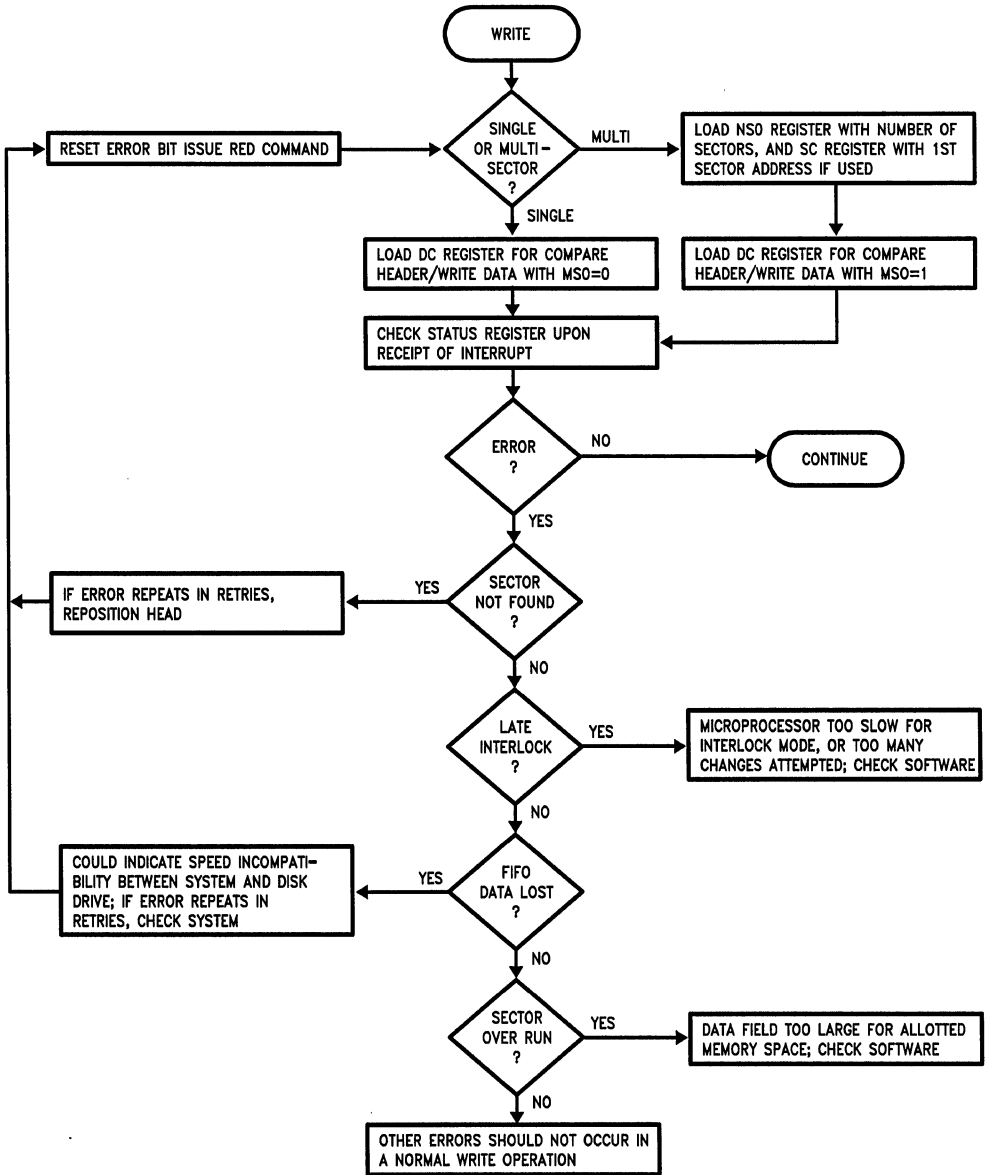 WRITE
SINGLE
OR MULTI-
SECTOR
?
MULTI
LOAD NSO REGISTER WITH NUMBER OF
SECTORS, AND SC REGISTER WITH 1ST
SECTOR ADDRESS IF USED
RESET ERROR BIT ISSUE RED COMMAND
SINGLE
LOAD DC REGISTER FOR COMPARE
HEADER/WRITE DATA WITH MSO=0
LOAD DC REGISTER FOR COMPARE
HEADER/WRITE DATA WITH MSO=1
CHECK STATUS REGISTER UPON
RECEIPT OF INTERRUPT
ERROR
?
NO
CONTINUE
YES
SECTOR
NOT FOUND
?
YES
IF ERROR REPEATS IN RETRIES,
REPOSITION HEAD
NO
LATE
INTERLOCK
?
YES
MICROPROCESSOR TOO SLOW FOR
INTERLOCK MODE, OR TOO MANY
CHANGES ATTEMPTED; CHECK SOFTWARE
NO
FIFO
DATA LOST
?
YES
COULD INDICATE SPEED INCOMPATI-
BILITY BETWEEN SYSTEM AND DISK
DRIVE; IF ERROR REPEATS IN
RETRIES, CHECK SYSTEM
NO
SECTOR
OVER RUN
?
YES
DATA FIELD TOO LARGE FOR ALLOTTED
MEMORY SPACE; CHECK SOFTWARE
NO
OTHER ERRORS SHOULD NOT OCCUR IN
A NORMAL WRITE OPERATION